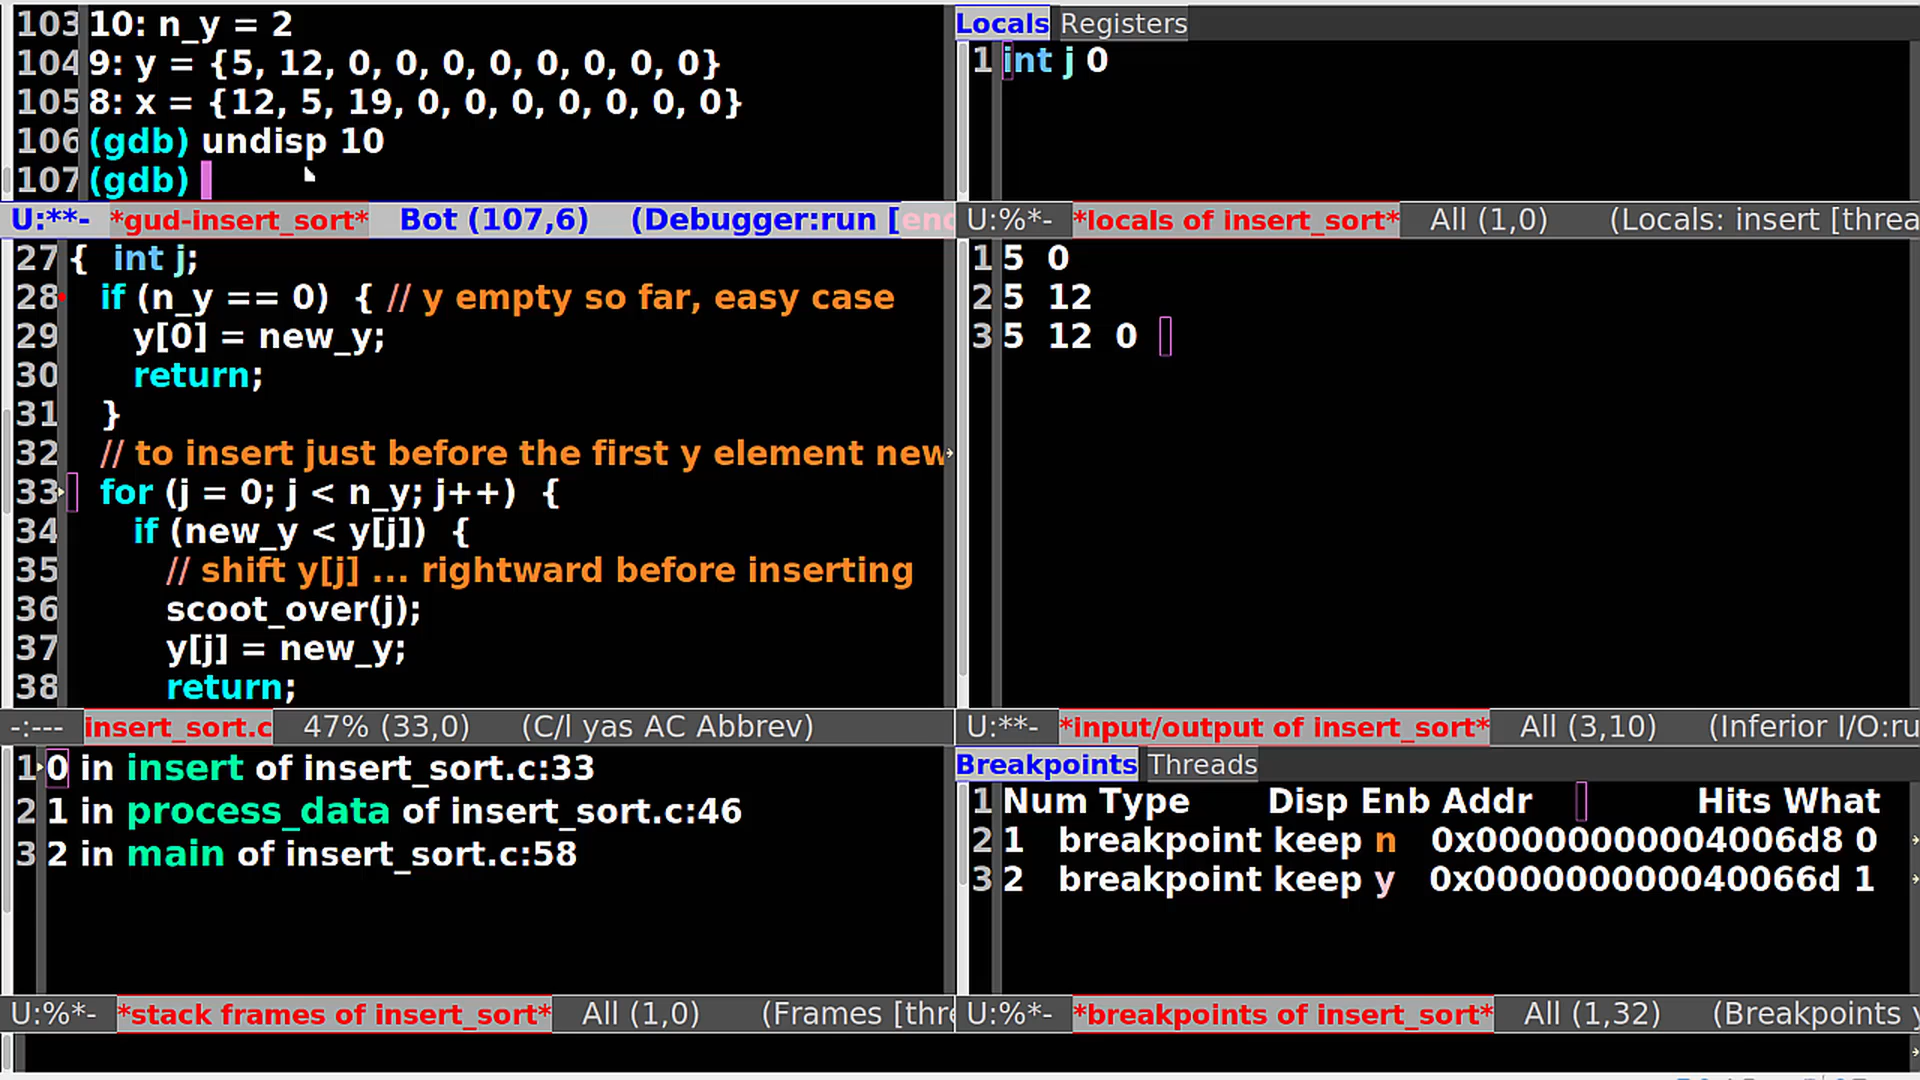 103 10: n_y = 2
104 9: y = {5, 12, 0, 0, 0, 0, 0, 0, 0, 0}
105 8: x = {12, 5, 19, 0, 0, 0, 0, 0, 0, 0}
106 (gdb) undisp 10
107 (gdb)
U:**- *gud-insert_sort* Bot (107,6) (Debugger:run [end
27 { int j;
28 if (n_y == 0) { // y empty so far, easy case
29 y[0] = new_y;
30 return;
31 }
32 // to insert just before the first y element new
33 for (j = 0; j < n_y; j++) {
34 if (new_y < y[j]) {
35 // shift y[j] ... rightward before inserting
36 scoot_over(j);
37 y[j] = new_y;
38 return;
-:--- insert_sort.c 47% (33,0) (C/l yas AC Abbrev)
1 0 in insert of insert_sort.c:33
2 1 in process_data of insert_sort.c:46
3 2 in main of insert_sort.c:58
U:%*- *stack frames of insert_sort* All (1,0) (Frames [thre
Locals Registers
1 int j 0
U:%*- *locals of insert_sort* All (1,0) (Locals: insert [threa
1 5 0
2 5 12
3 5 12 0
U:**- *input/output of insert_sort* All (3,10) (Inferior I/O:ru
Breakpoints Threads
1 Num Type Disp Enb Addr Hits What
2 1 breakpoint keep n 0x00000000004006d8 0
3 2 breakpoint keep y 0x000000000040066d 1
U:%*- *breakpoints of insert_sort* All (1,32) (Breakpoints